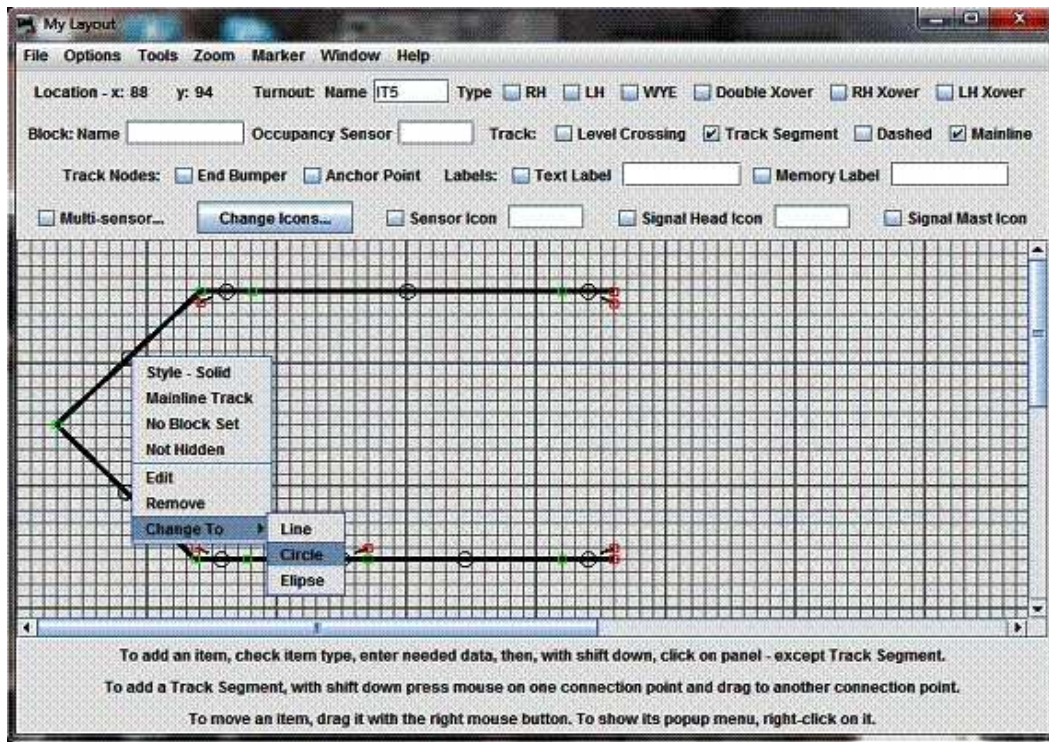 My Layout
File Options Tools Zoom Marker Window Help
Location - x: 88 y: 94 Turnout: Name IT5 Type RH LH WYE Double Xover RH Xover LH Xover
Block: Name Occupancy Sensor Track: Level Crossing Track Segment Dashed Mainline
Track Nodes: End Bumper Anchor Point Labels: Text Label Memory Label
Multi-sensor... Change Icons... Sensor Icon Signal Head Icon Signal Mast Icon
Style - Solid
Mainline Track
No Block Set
Not Hidden
Edit
Remove
Change To Line
Circle
Elipse
To add an item, check item type, enter needed data, then, with shift down, click on panel - except Track Segment.
To add a Track Segment, with shift down press mouse on one connection point and drag to another connection point.
To move an item, drag it with the right mouse button. To show its popup menu, right-click on it.